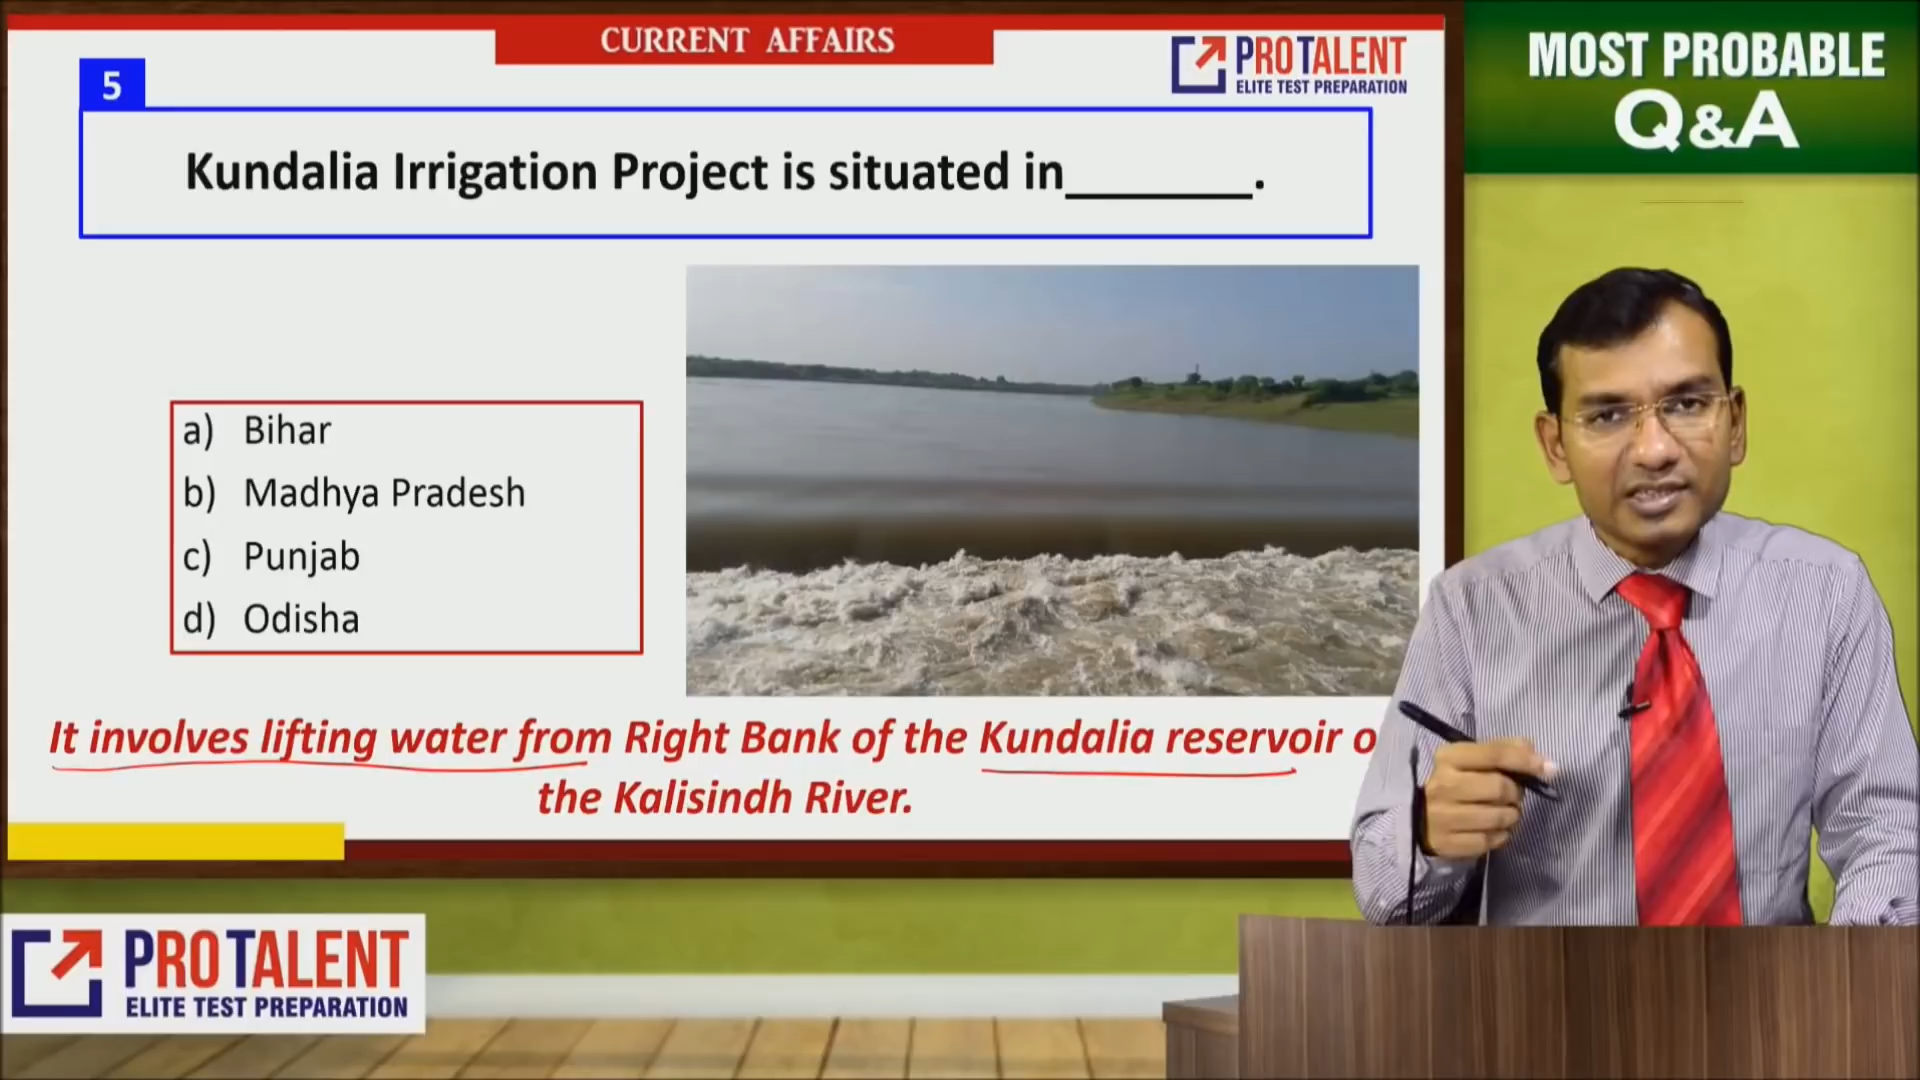 CURRENT AFFAIRS
PROTALENT
ELITE TEST PREPARATION
MOST PROBABLE
Q&A
5
Kundalia Irrigation Project is situated in_______.
a) Bihar
b) Madhya Pradesh
c) Punjab
d) Odisha
It involves lifting water from Right Bank of the Kundalia reservoir o
the Kalisindh River.
PROTALENT
ELITE TEST PREPARATION